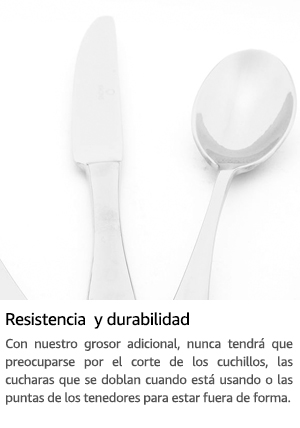 Resistencia y durabilidad
Con nuestro grosor adicional, nunca tendrá que
preocuparse por el corte de los cuchillos, las
cucharas que se doblan cuando está usando o las
puntas de los tenedores para estar fuera de forma.